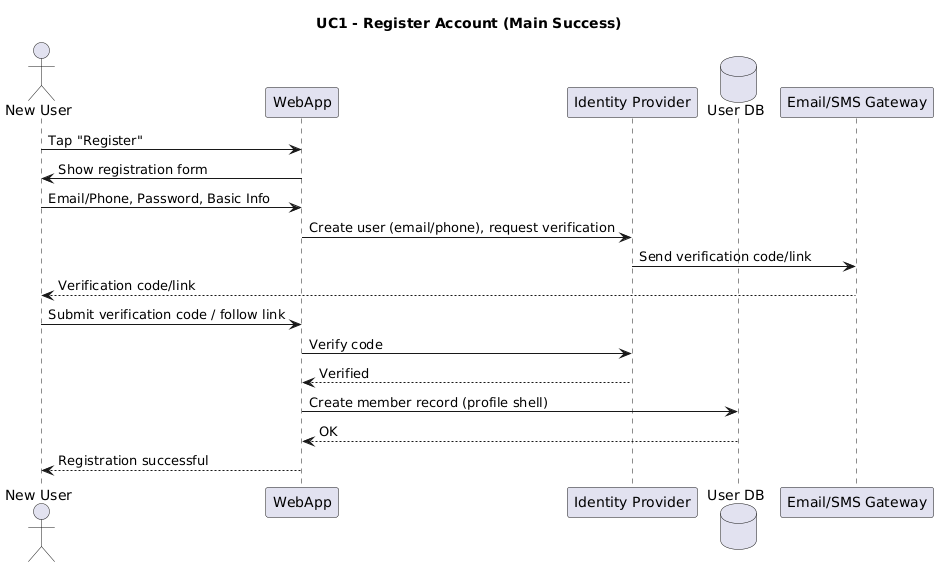 UC1 - Register Account (Main Success)
New User
WebApp
Identity Provider
User DB
Email/SMS Gateway
Tap "Register"
Show registration form
Email/Phone, Password, Basic Info
Create user (email/phone), request verification
Send verification code/link
Verification code/link
Submit verification code / follow link
Verify code
Verified
Create member record (profile shell)
OK
Registration successful
New User
WebApp
Identity Provider
User DB
Email/SMS Gateway